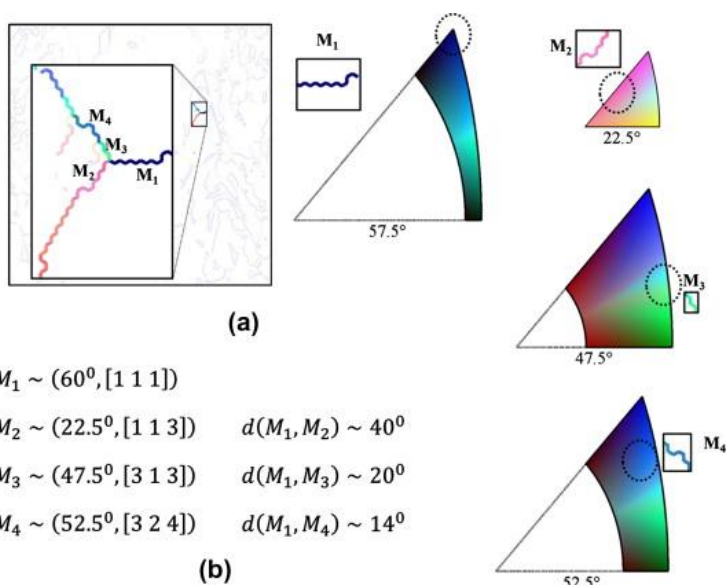 M₄
M₃
M₂
M₁
(a)
M₁
57.5°
M₂
22.5°
M₃
47.5°
M₄
52.5°
M₁ ~ (60⁰, [1 1 1])
M₂ ~ (22.5⁰, [1 1 3]) d(M₁, M₂) ~ 40⁰
M₃ ~ (47.5⁰, [3 1 3]) d(M₁, M₃) ~ 20⁰
M₄ ~ (52.5⁰, [3 2 4]) d(M₁, M₄) ~ 14⁰
(b)